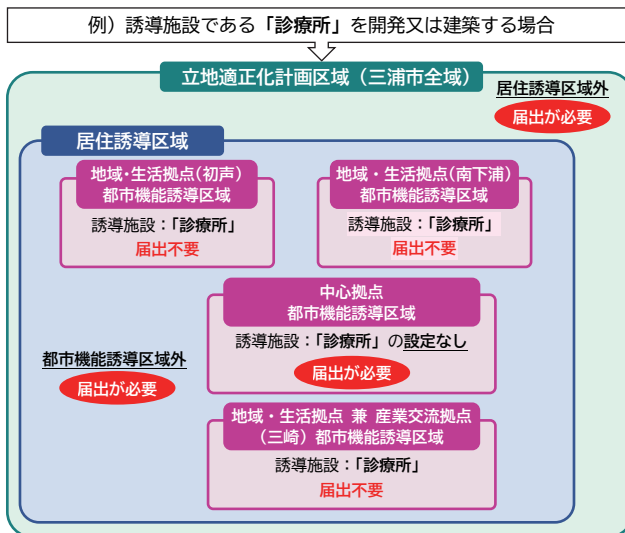 例）誘導施設である「診療所」を開発又は建築する場合
立地適正化計画区域（三浦市全域）
居住誘導区域外
届出が必要
居住誘導区域
地域・生活拠点(初声)
都市機能誘導区域
誘導施設：「診療所」
届出不要
地域・生活拠点(南下浦)
都市機能誘導区域
誘導施設：「診療所」
届出不要
中心拠点
都市機能誘導区域
誘導施設：「診療所」の設定なし
届出が必要
都市機能誘導区域外
届出が必要
地域・生活拠点 兼 産業交流拠点
（三崎）都市機能誘導区域
誘導施設：「診療所」
届出不要